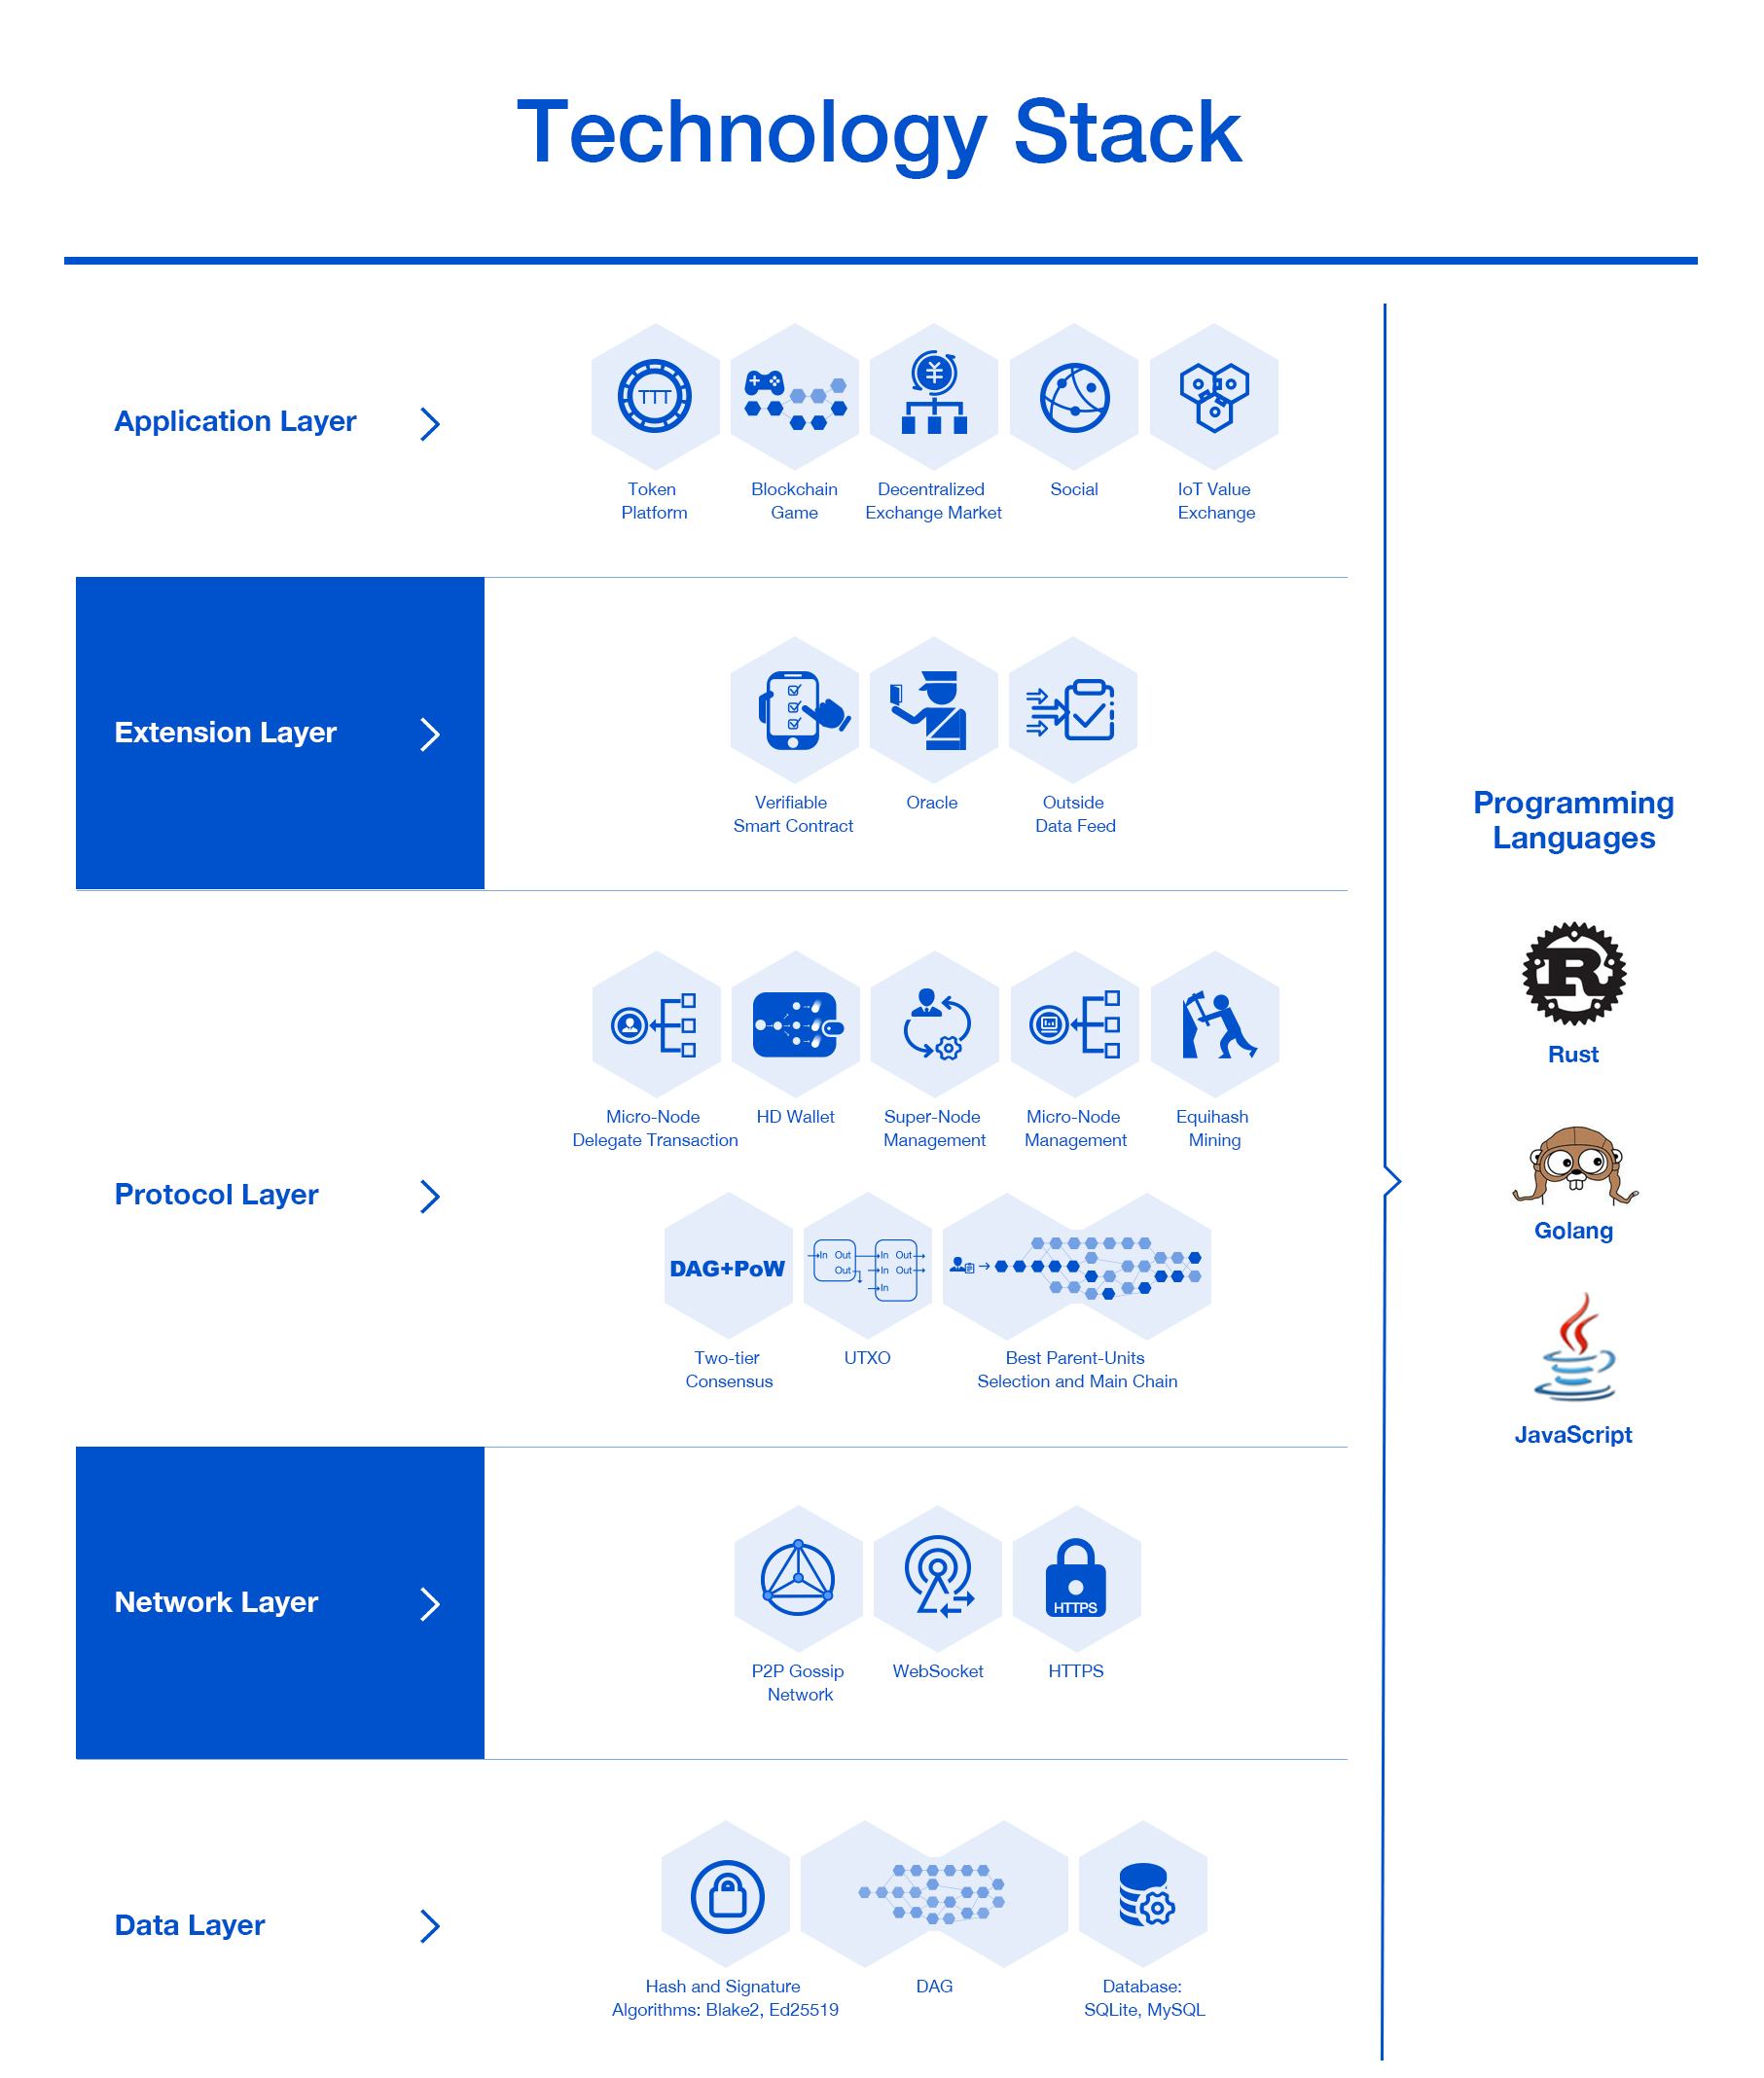 Technology Stack
Application Layer
TTT
Token
Platform
Blockchain
Game
Decentralized
Exchange Market
Social
IoT Value
Exchange
Extension Layer
Verifiable
Smart Contract
Oracle
Outside
Data Feed
Protocol Layer
Micro-Node
Delegate Transaction
HD Wallet
Super-Node
Management
Micro-Node
Management
Equihash
Mining
DAG+PoW
Two-tier
Consensus
In Out In Out
Out In Out
In
UTXO
Best Parent-Units
Selection and Main Chain
Network Layer
P2P Gossip
Network
WebSocket
HTTPS
HTTPS
Data Layer
Hash and Signature
Algorithms: Blake2, Ed25519
DAG
Database:
SQLite, MySQL
Programming
Languages
R
Rust
Golang
JavaScript